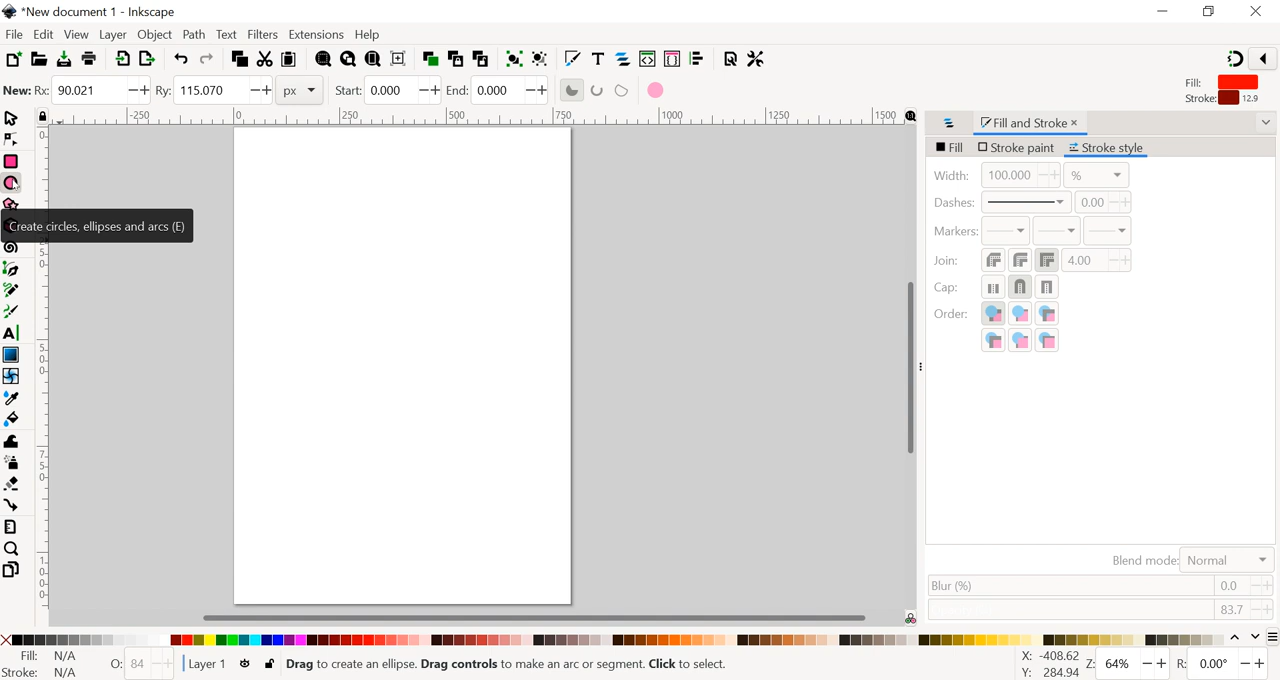 *New document 1 - Inkscape
File Edit View Layer Object Path Text Filters Extensions Help
New: Rx: 90.021 Ry: 115.070 px Start: 0.000 End: 0.000 Fill:
Stroke: 12.9
-250 0 250 500 750 1000 1250 1500
Fill and Stroke
Fill Stroke paint Stroke style
Width: 100.000 %
Dashes: 0.00
Markers:
Join: 4.00
Cap:
Order:
Create circles, ellipses and arcs (E)
0
250
500
750
1000
Blend mode: Normal
Blur (%) 0.0
83.7
Fill: N/A
Stroke: N/A
O: 84 Layer 1 Drag to create an ellipse. Drag controls to make an arc or segment. Click to select.
X: -408.62
Y: 284.94
Z: 64% R: 0.00°